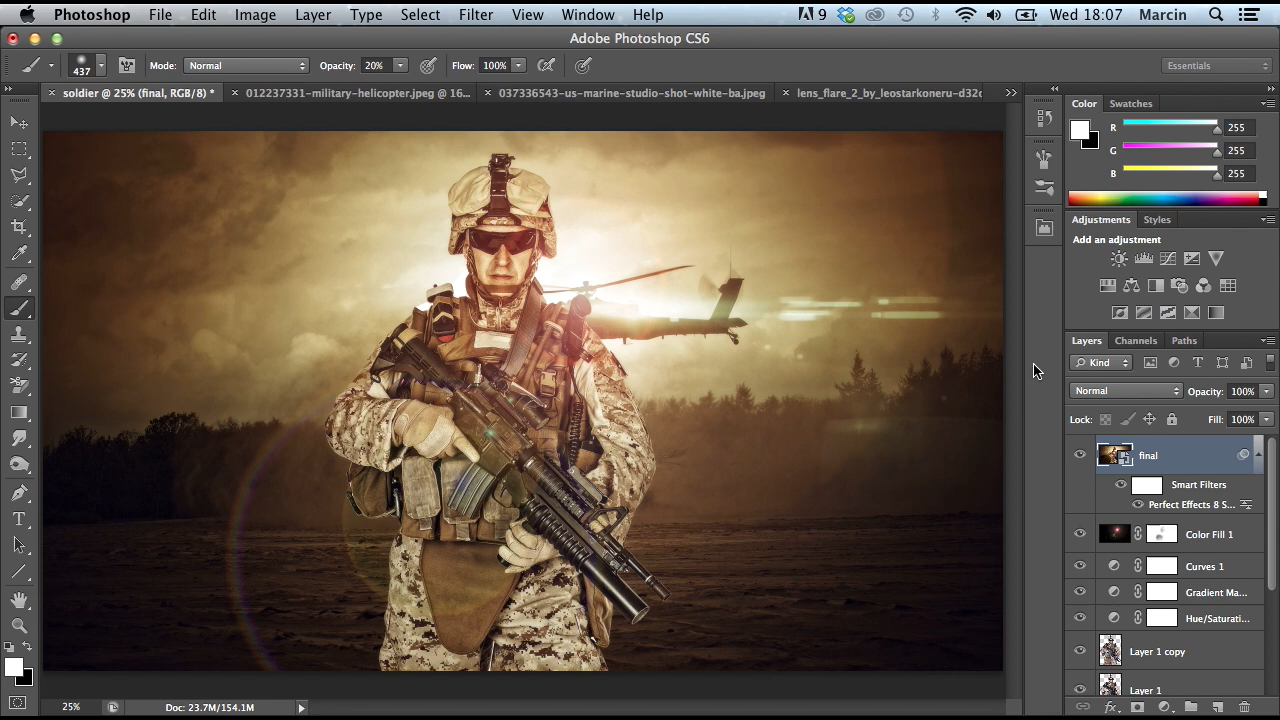 Photoshop File Edit Image Layer Type Select Filter View Window Help 9 Wed 18:07 Marcin
Adobe Photoshop CS6
437 Mode: Normal Opacity: 20% Flow: 100% Essentials
× soldier @ 25% (final, RGB/8) * × 012237331-military-helicopter.jpeg @ 16... × 037336543-us-marine-studio-shot-white-ba.jpeg × lens_flare_2_by_leostarkoneru-d32c
Color Swatches
R 255
G 255
B 255
Adjustments Styles
Add an adjustment
Layers Channels Paths
Kind
Normal Opacity: 100%
Lock: Fill: 100%
final
Smart Filters
Perfect Effects 8 S...
Color Fill 1
Curves 1
Gradient Ma...
Hue/Saturati...
Layer 1 copy
Layer 1
25% Doc: 23.7M/154.1M